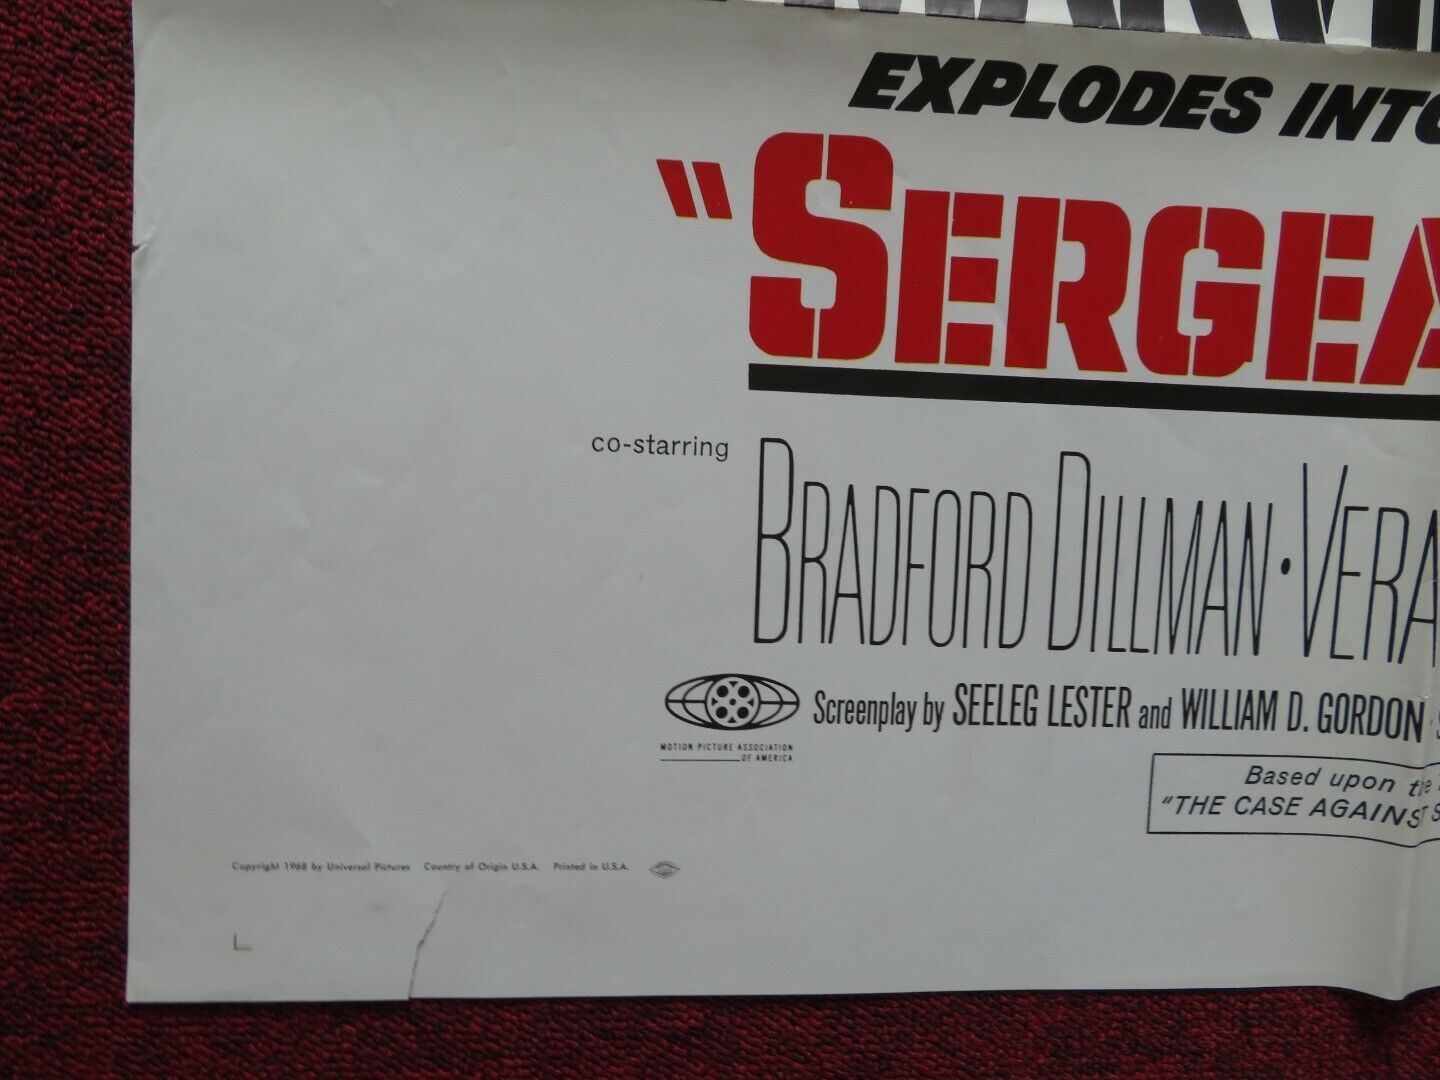 EXPLODES INTO
"SERGEA
co-starring
BRADFORD DILLMAN · VERA
Screenplay by SEELEG LESTER and WILLIAM D. GORDON
MOTION PICTURE ASSOCIATION
OF AMERICA
Based upon the
"THE CASE AGAINST S
Copyright 1968 by Universal Pictures Country of Origin U.S.A. Printed in U.S.A.